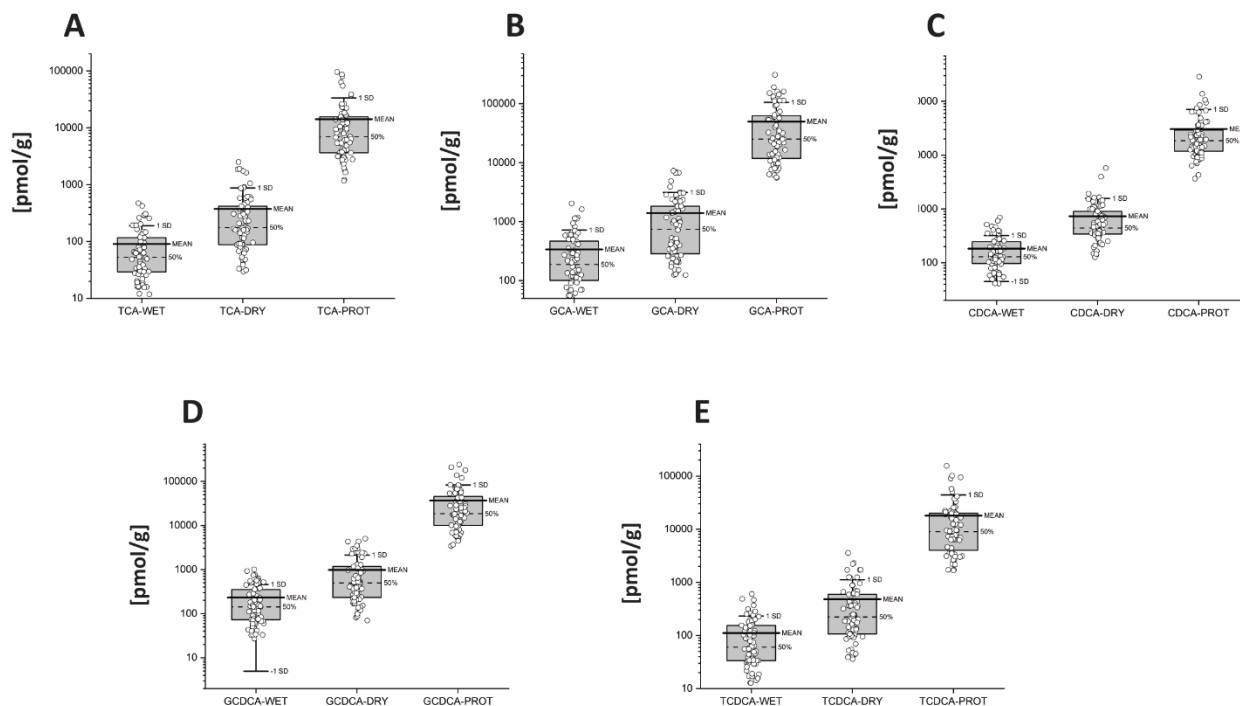 A
[pmol/g]
100000
10000
1000
100
10
1 SD
MEAN
50%
1 SD
MEAN
50%
1 SD
MEAN
50%
TCA-WET TCA-DRY TCA-PROT
B
[pmol/g]
100000
10000
1000
100
1 SD
MEAN
50%
1 SD
MEAN
50%
1 SD
MEAN
50%
GCA-WET GCA-DRY GCA-PROT
C
1000
100
1 SD
50%
1 SD
MEAN
50%
1 SD
MEAN
50%
-1 SD
CDCA-WET CDCA-DRY CDCA-PROT
D
[pmol/g]
100000
10000
1000
100
10
1 SD
MEAN
50%
1 SD
MEAN
50%
1 SD
MEAN
50%
-1 SD
GCDCA-WET GCDCA-DRY GCDCA-PROT
E
[pmol/g]
100000
10000
1000
100
10
1 SD
MEAN
50%
1 SD
MEAN
50%
1 SD
MEAN
50%
TCDCA-WET TCDCA-DRY TCDCA-PROT